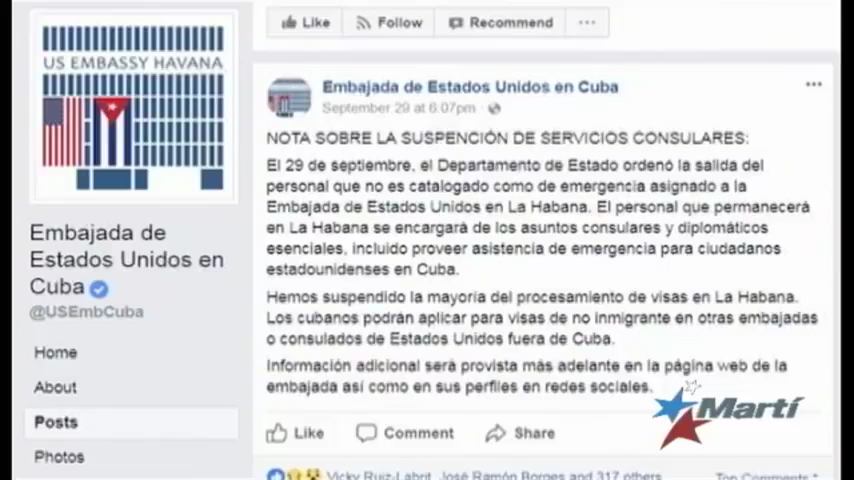 US EMBASSY HAVANA
Embajada de
Estados Unidos en
Cuba
@USEmbCuba
Home
About
Posts
Photos
Like
Follow
Recommend
Embajada de Estados Unidos en Cuba
September 29 at 6:07pm
NOTA SOBRE LA SUSPENCIÓN DE SERVICIOS CONSULARES:
El 29 de septiembre, el Departamento de Estado ordenó la salida del
personal que no es catalogado como de emergencia asignado a la
Embajada de Estados Unidos en La Habana. El personal que permanecerá
en La Habana se encargará de los asuntos consulares y diplomáticos
esenciales, incluido proveer asistencia de emergencia para ciudadanos
estadounidenses en Cuba.
Hemos suspendido la mayoría del procesamiento de visas en La Habana.
Los cubanos podrán aplicar para visas de no inmigrante en otras embajadas
o consulados de Estados Unidos fuera de Cuba.
Información adicional será provista más adelante en la página web de la
embajada así como en sus perfiles en redes sociales.
Martí
Like Comment Share
Vicky Ruiz-Labrit, José Ramón Borges and 317 others
Top Comments